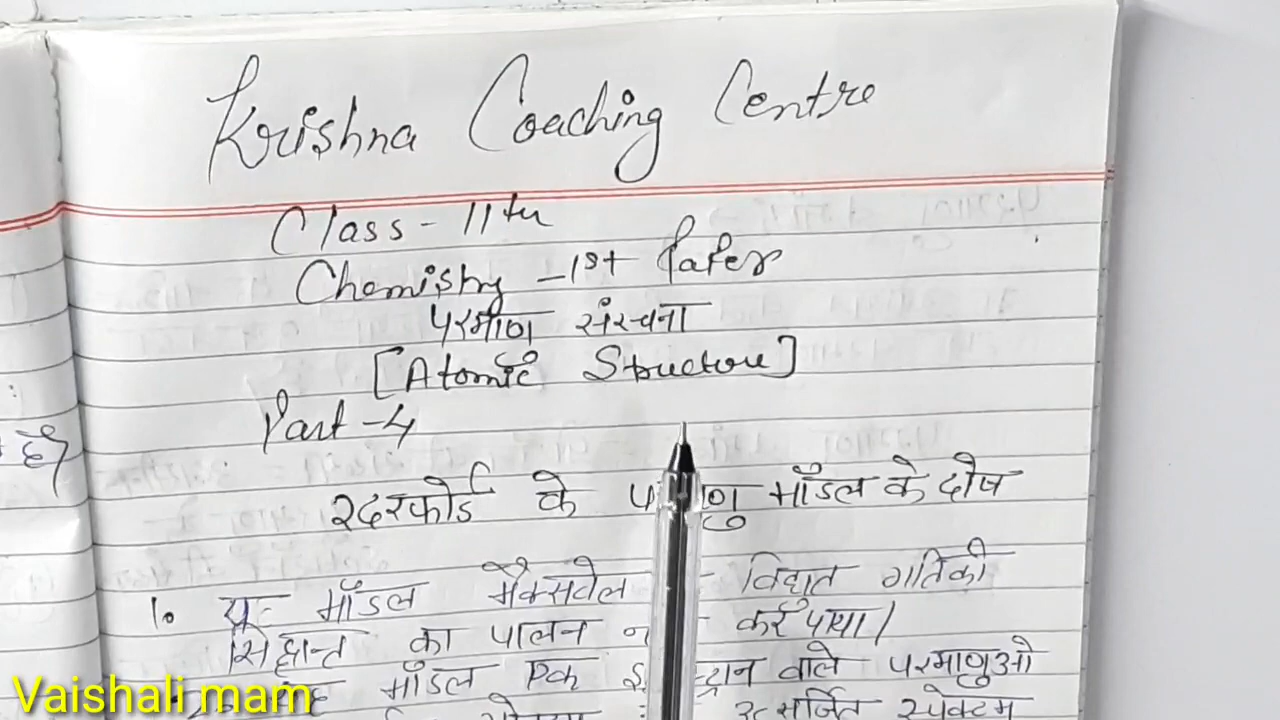 Krishna Coaching Centre
Class - 11th
Chemistry - 1st Paper
परमाणु संरचना
[Atomic Structure]
Part - 4
रदरफोर्ड के मॉडल के दोष
1. यह मॉडल मैक्सवेल विद्युत गतिकी
सिद्धान्त का पालन कर पाया।
मॉडल एक वाले परमाणुओ
उत्सर्जित स्पेक्ट्रम
है
Vaishali mam